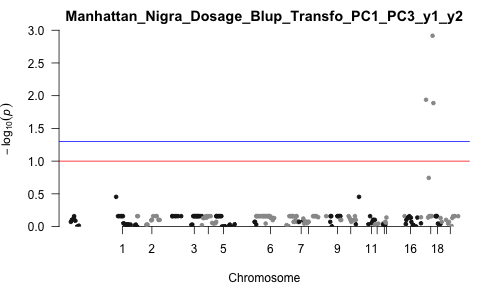 Manhattan_Nigra_Dosage_Blup_Transfo_PC1_PC3_y1_y2
3.0
2.5
2.0
1.5
1.0
0.5
0.0
− log10(p)
1 2 3 5 6 7 9 11 16 18
Chromosome